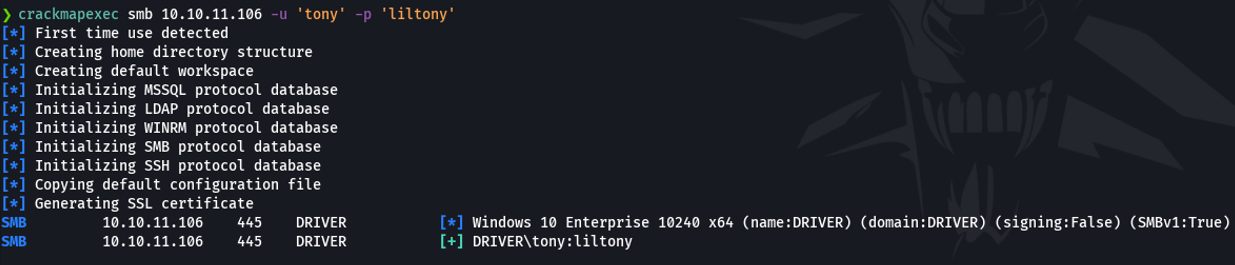 ❯ crackmapexec smb 10.10.11.106 -u 'tony' -p 'liltony'
[*] First time use detected
[*] Creating home directory structure
[*] Creating default workspace
[*] Initializing MSSQL protocol database
[*] Initializing LDAP protocol database
[*] Initializing WINRM protocol database
[*] Initializing SMB protocol database
[*] Initializing SSH protocol database
[*] Copying default configuration file
[*] Generating SSL certificate
SMB 10.10.11.106 445 DRIVER [*] Windows 10 Enterprise 10240 x64 (name:DRIVER) (domain:DRIVER) (signing:False) (SMBv1:True)
SMB 10.10.11.106 445 DRIVER [+] DRIVER\tony:liltony